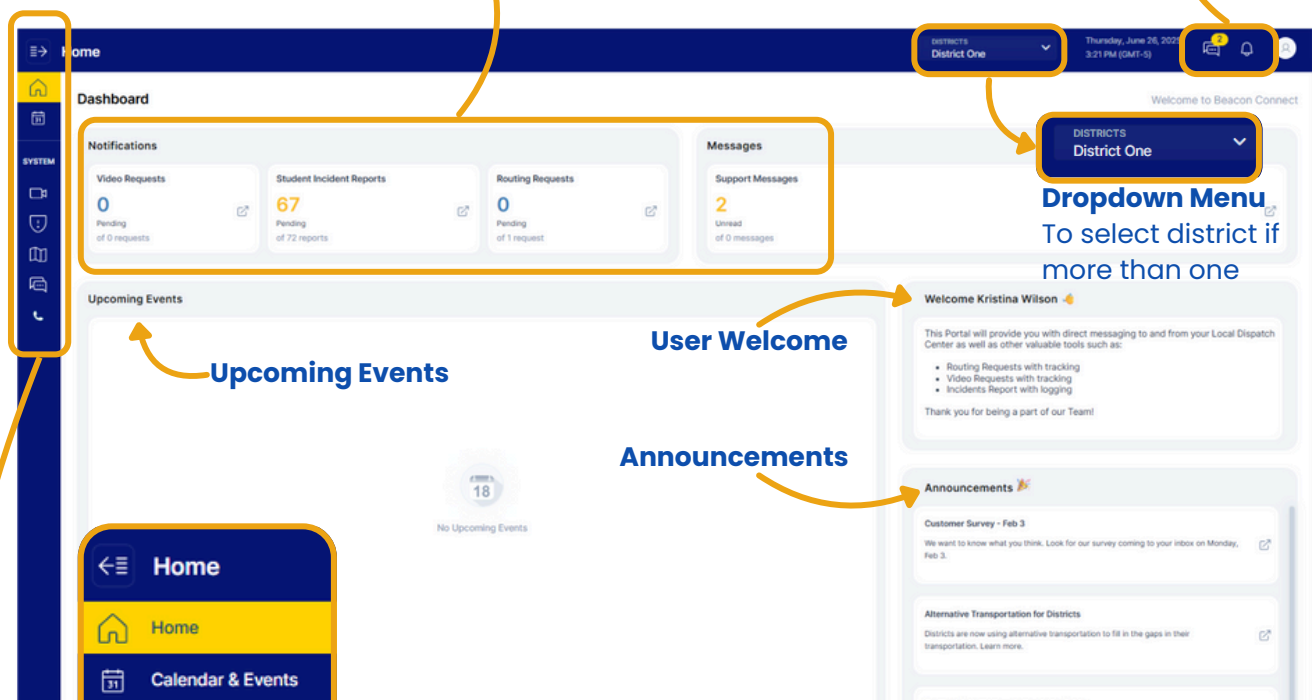 Home
DISTRICTS
District One
Thursday, June 26, 2025
3:21 PM (GMT-5)
2
Dashboard
Welcome to Beacon Connect
31
SYSTEM
Notifications
Video Requests
0
Pending
of 0 requests
Student Incident Reports
67
Pending
of 72 reports
Routing Requests
0
Pending
of 1 request
Messages
Support Messages
2
Unread
of 0 messages
DISTRICTS
District One
Dropdown Menu
To select district if
more than one
Upcoming Events
Upcoming Events
18
No Upcoming Events
User Welcome
Welcome Kristina Wilson
This Portal will provide you with direct messaging to and from your Local Dispatch
Center as well as other valuable tools such as:
• Routing Requests with tracking
• Video Requests with tracking
• Incidents Report with logging
Thank you for being a part of our Team!
Announcements
Announcements
Customer Survey - Feb 3
We want to know what you think. Look for our survey coming to your inbox on Monday,
Feb 3.
Alternative Transportation for Districts
Districts are now using alternative transportation to fill in the gaps in their
transportation. Learn more.
Home
Home
31
Calendar & Events